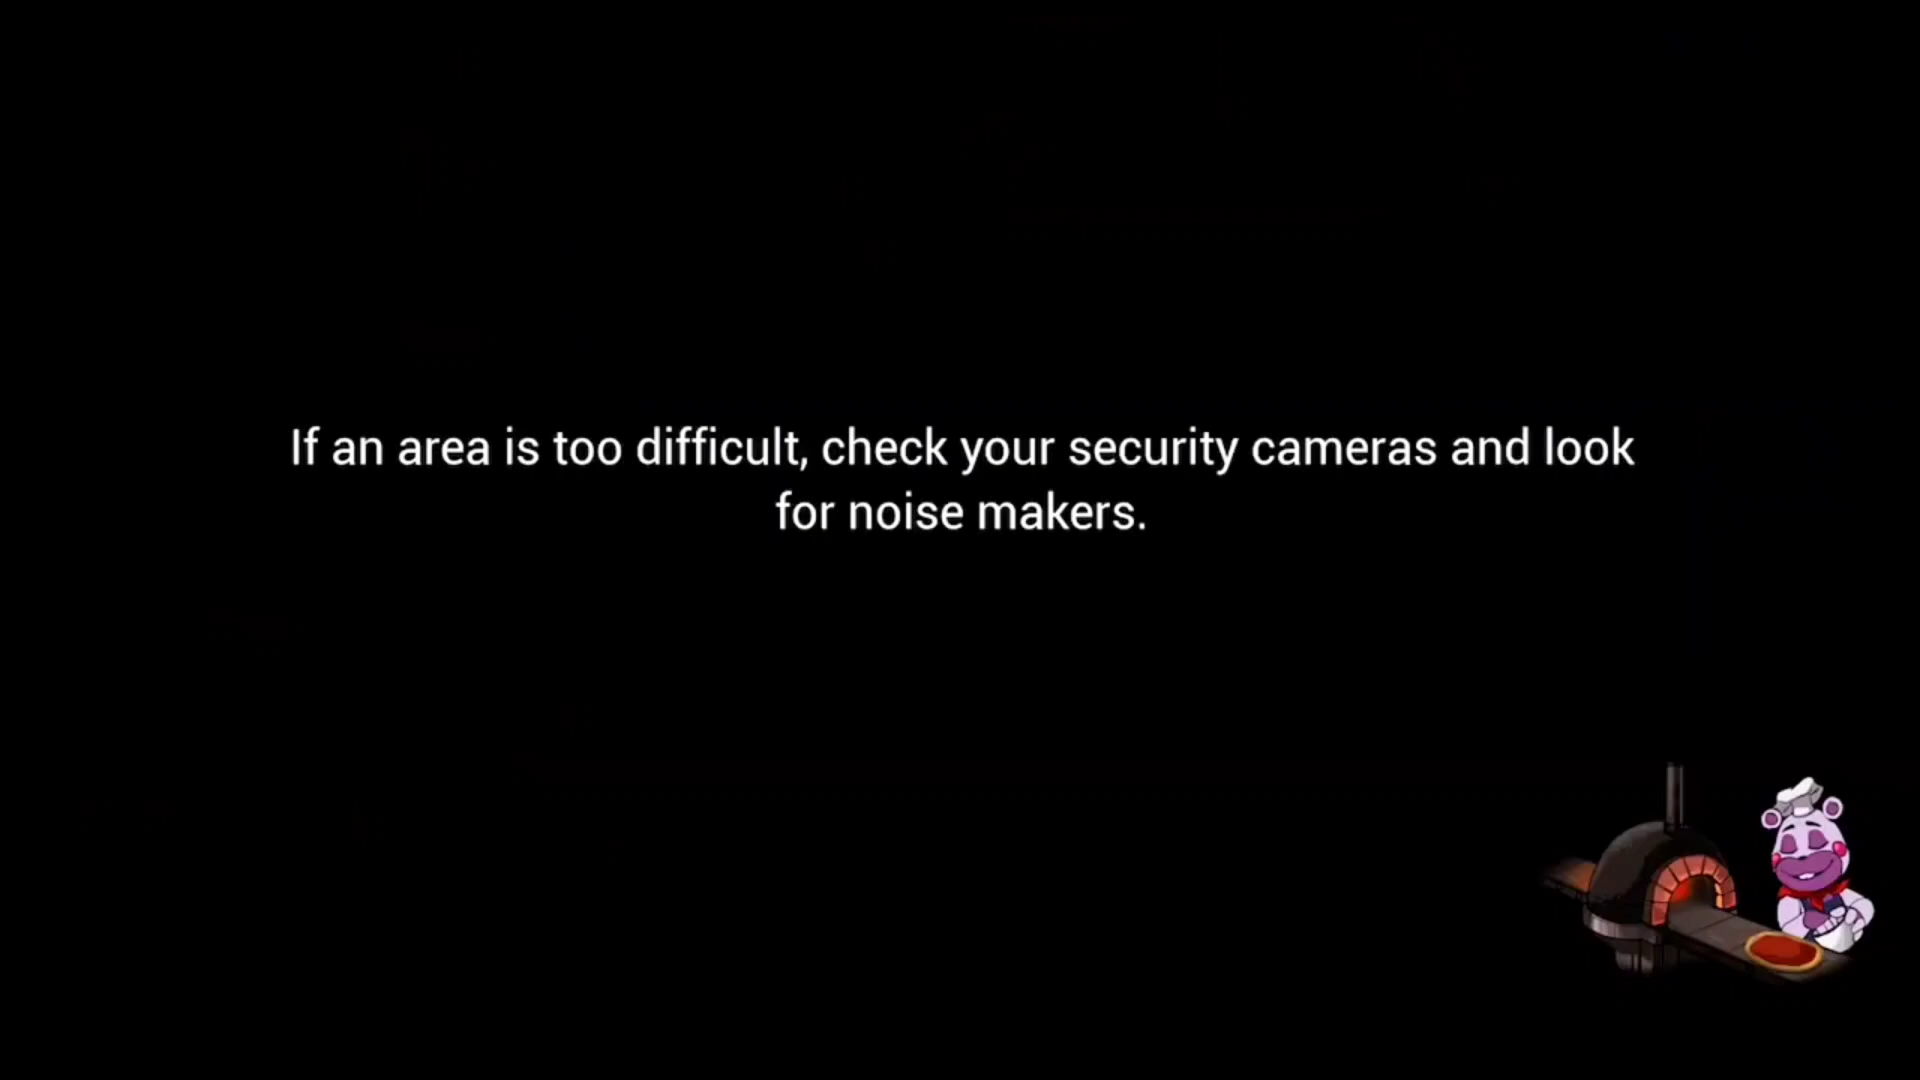 If an area is too difficult, check your security cameras and look
for noise makers.